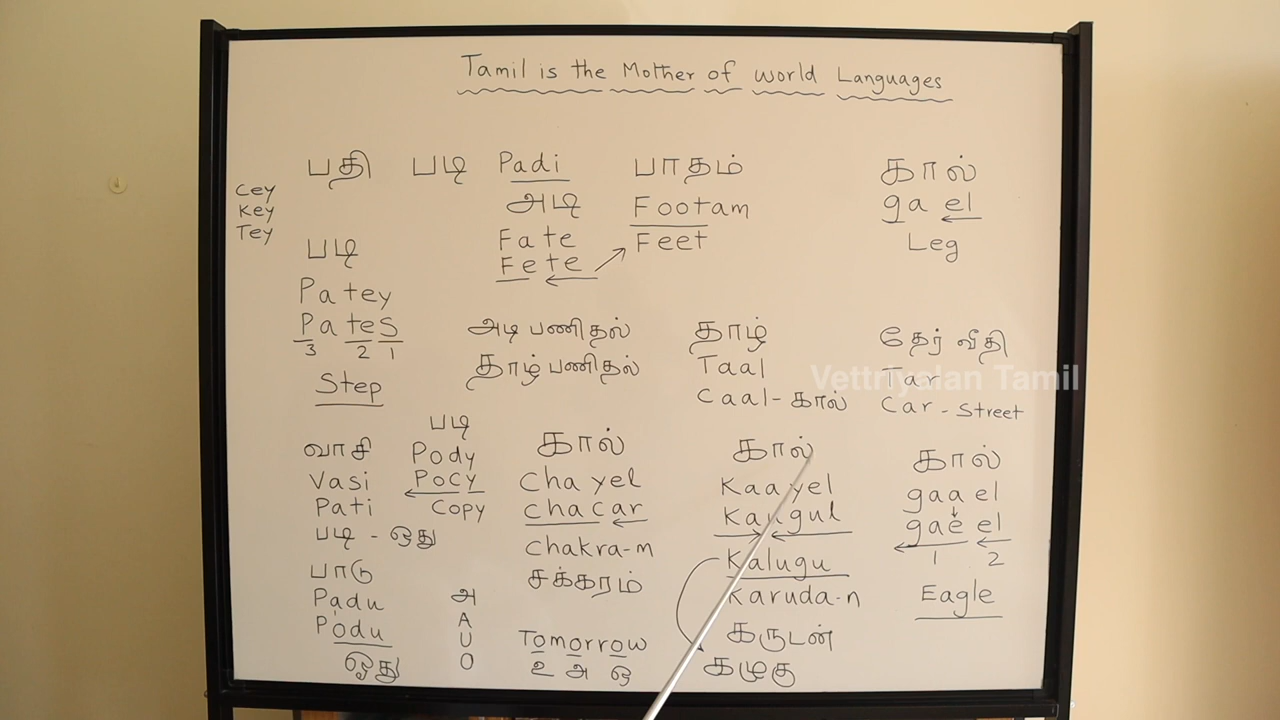 Tamil is the Mother of world Languages
பதி படி Padi பாதம் கால்
Cey
Key
Tey
அடி Footam ga el
படி Fate Feet Leg
Fete
Patey
Pates
3 2 1
Step
அடி பணிதல்
தாழ் பணிதல்
தாழ்
Taal
Caal - கால்
தேர் வீதி
Tar
Car - Street
Vettriyalan Tamil
வாசி
Vasi
Pati
படி - ஓது
பாடு
Padu
Podu
ஓது
படி
Pody
Pocy
Copy
அ
A
U
O
கால்
Chayel
chacar
chakra-m
சக்கரம்
Tomorrow
உ அ ஒ
கால்
Kaayel
Kaugul
Kalugu
Karuda-n
கருடன்
கழுகு
கால்
gaa el
gae el
1 2
Eagle